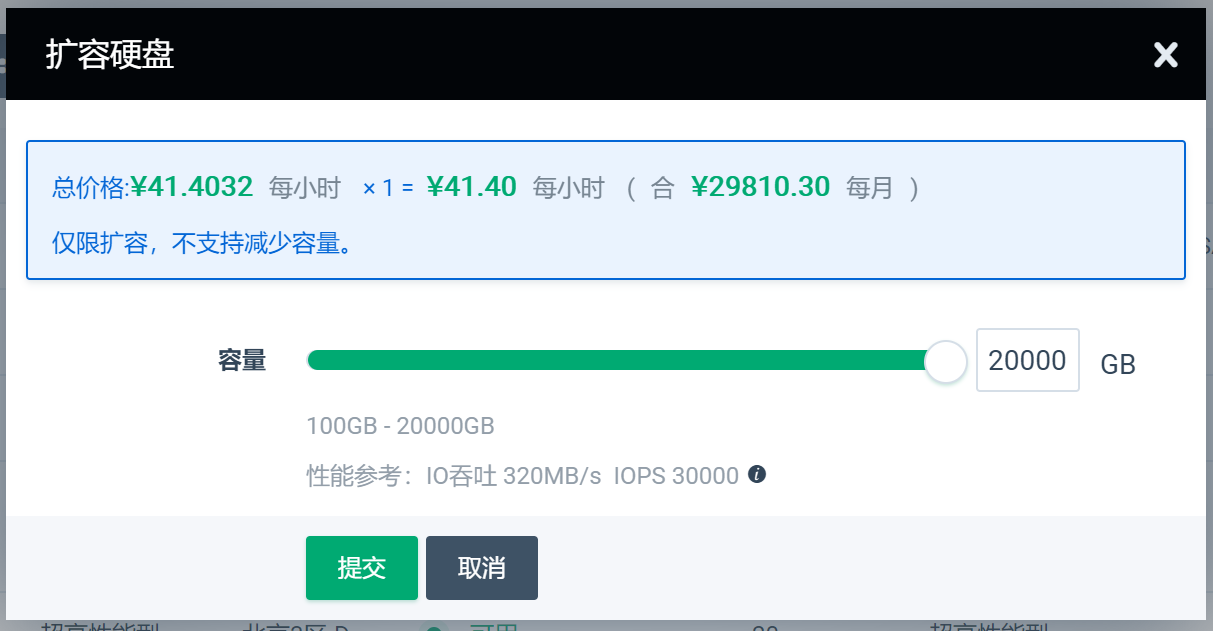 扩容硬盘
总价格:¥41.4032 每小时 × 1 = ¥41.40 每小时 ( 合 ¥29810.30 每月 )
仅限扩容，不支持减少容量。
容量 20000 GB
100GB - 20000GB
性能参考：IO吞吐 320MB/s IOPS 30000
提交 取消